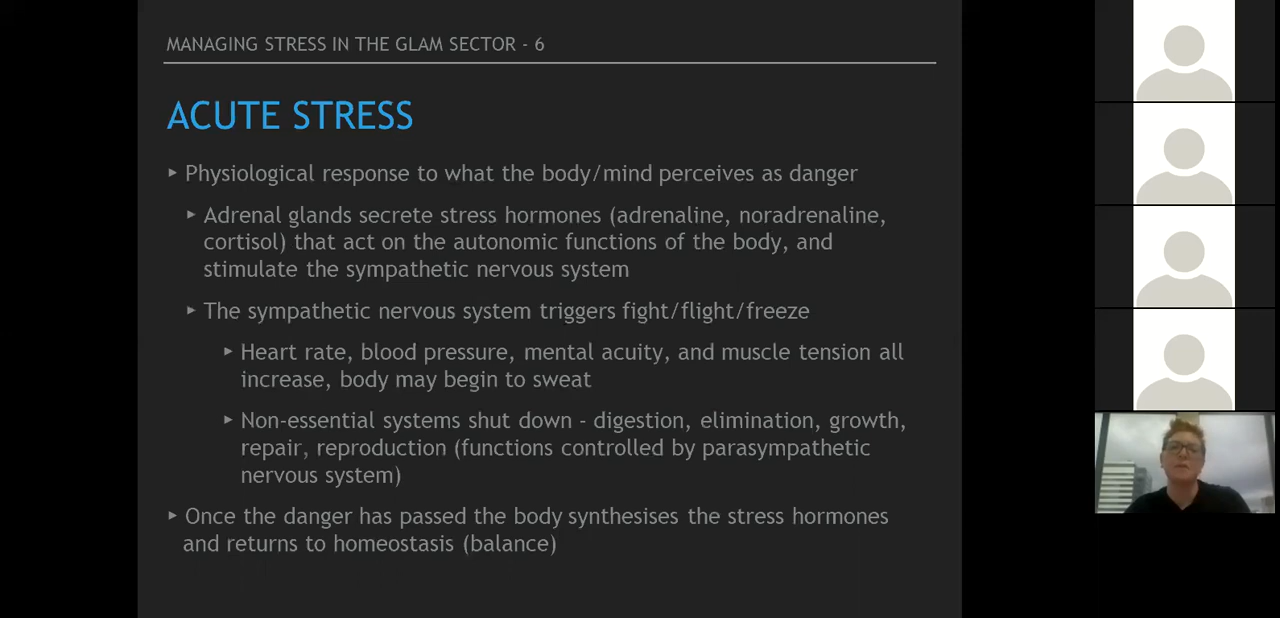 MANAGING STRESS IN THE GLAM SECTOR - 6
ACUTE STRESS
▸ Physiological response to what the body/mind perceives as danger
▸ Adrenal glands secrete stress hormones (adrenaline, noradrenaline,
cortisol) that act on the autonomic functions of the body, and
stimulate the sympathetic nervous system
▸ The sympathetic nervous system triggers fight/flight/freeze
▸ Heart rate, blood pressure, mental acuity, and muscle tension all
increase, body may begin to sweat
▸ Non-essential systems shut down - digestion, elimination, growth,
repair, reproduction (functions controlled by parasympathetic
nervous system)
▸ Once the danger has passed the body synthesises the stress hormones
and returns to homeostasis (balance)